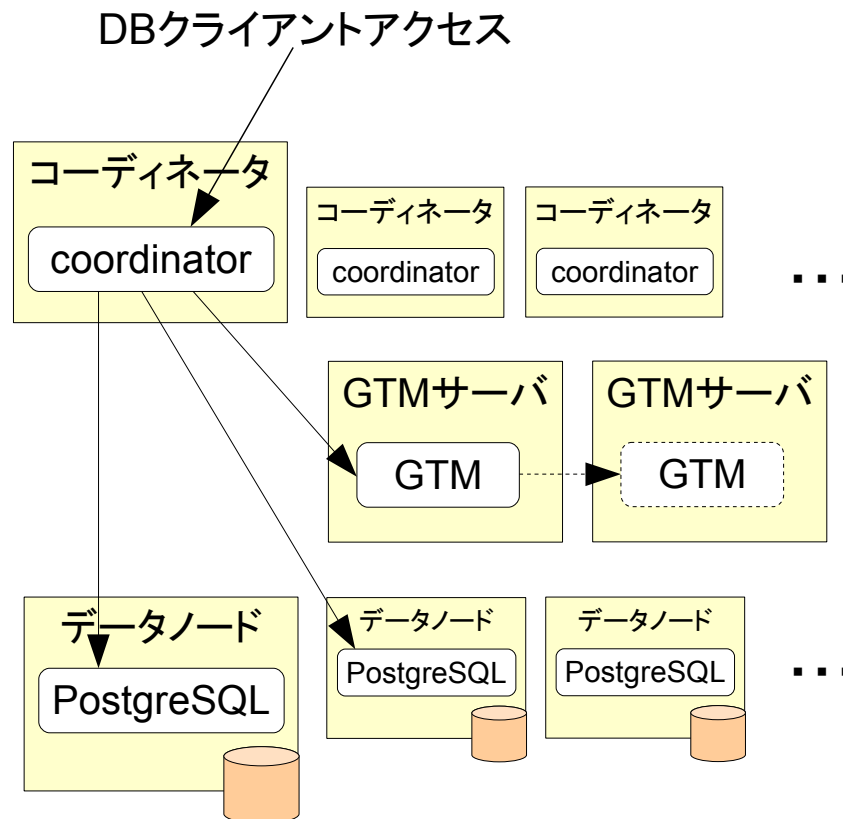 DBクライアントアクセス
コーディネータ
coordinator
コーディネータ
coordinator
コーディネータ
coordinator
...
GTMサーバ
GTM
GTMサーバ
GTM
データノード
PostgreSQL
データノード
PostgreSQL
データノード
PostgreSQL
...